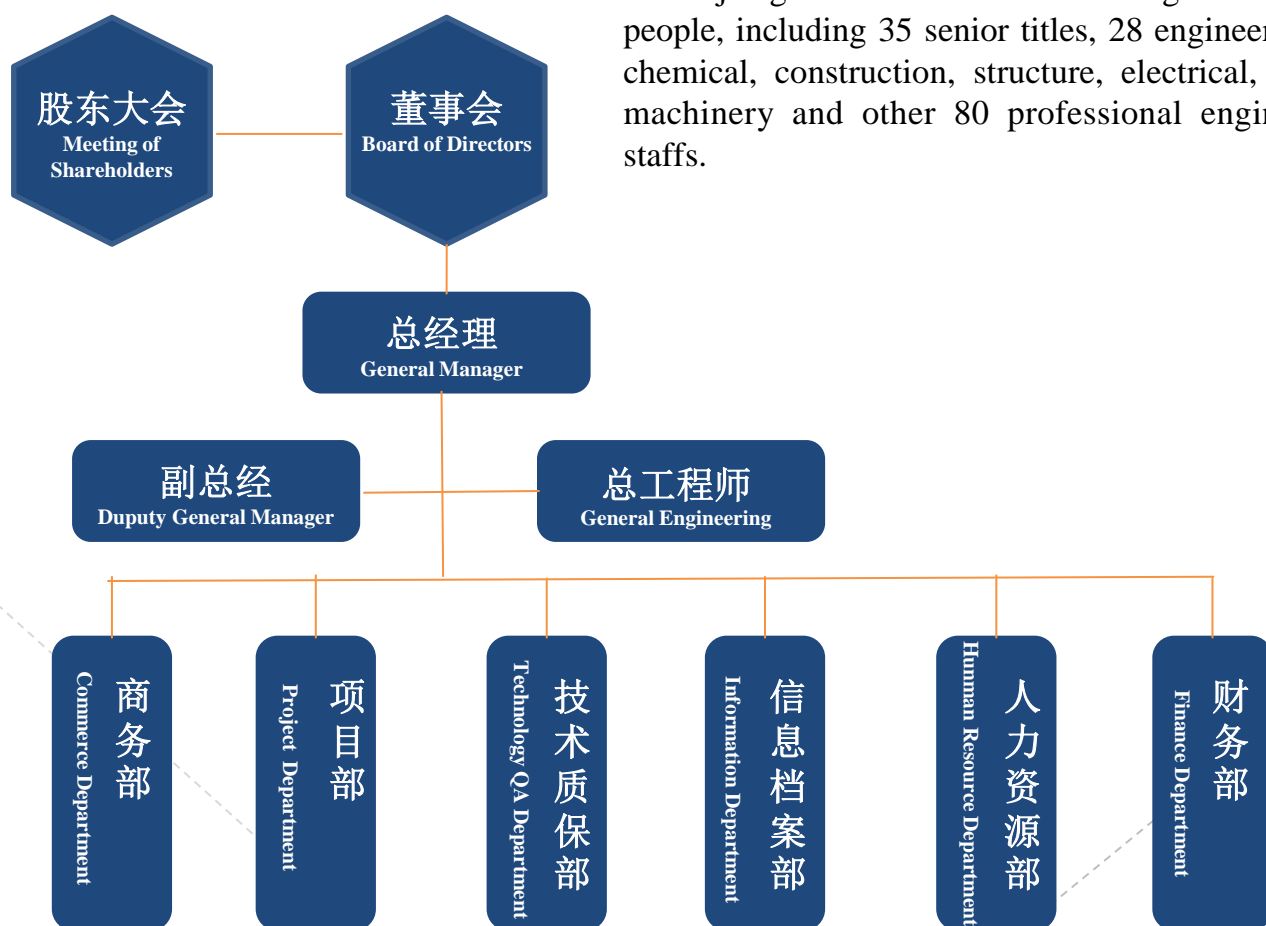 people, including 35 senior titles, 28 engineer
chemical, construction, structure, electrical,
machinery and other 80 professional engi
staffs.
股东大会
Meeting of
Shareholders
董事会
Board of Directors
总经理
General Manager
副总经
Duputy General Manager
总工程师
General Engineering
商务部
Commerce Department
项目部
Project Department
技术质保部
Technology QA Department
信息档案部
Information Department
人力资源部
Humman Resource Department
财务部
Finance Department